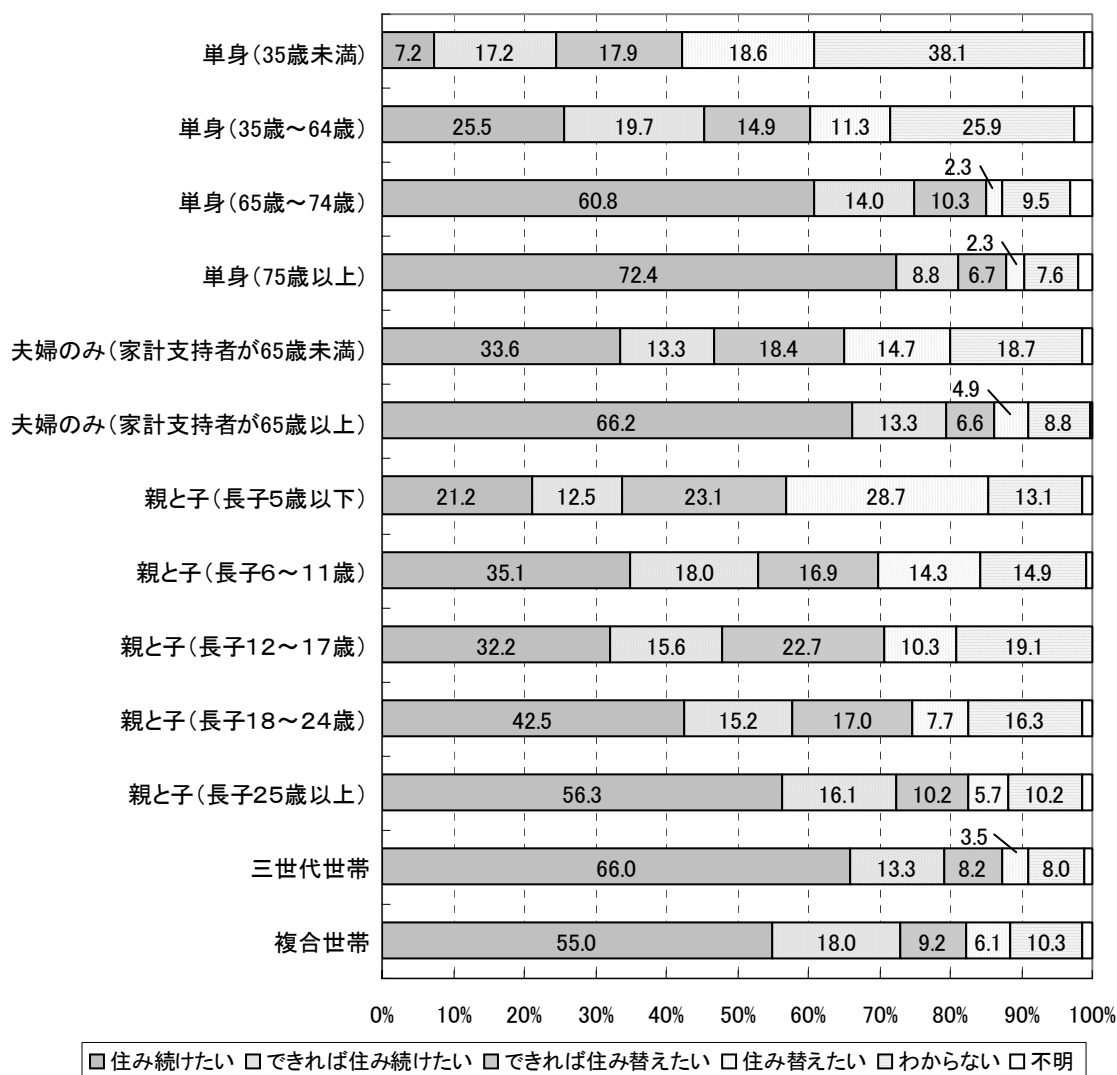 単身(35歳未満) 7.2 17.2 17.9 18.6 38.1
単身(35歳～64歳) 25.5 19.7 14.9 11.3 25.9
2.3
単身(65歳～74歳) 60.8 14.0 10.3 9.5
2.3
単身(75歳以上) 72.4 8.8 6.7 7.6
夫婦のみ(家計支持者が65歳未満) 33.6 13.3 18.4 14.7 18.7
4.9
夫婦のみ(家計支持者が65歳以上) 66.2 13.3 6.6 8.8
親と子(長子5歳以下) 21.2 12.5 23.1 28.7 13.1
親と子(長子6～11歳) 35.1 18.0 16.9 14.3 14.9
親と子(長子12～17歳) 32.2 15.6 22.7 10.3 19.1
親と子(長子18～24歳) 42.5 15.2 17.0 7.7 16.3
親と子(長子25歳以上) 56.3 16.1 10.2 5.7 10.2
3.5
三世代世帯 66.0 13.3 8.2 8.0
複合世帯 55.0 18.0 9.2 6.1 10.3
0% 10% 20% 30% 40% 50% 60% 70% 80% 90% 100%
住み続けたい できれば住み続けたい できれば住み替えたい 住み替えたい わからない 不明